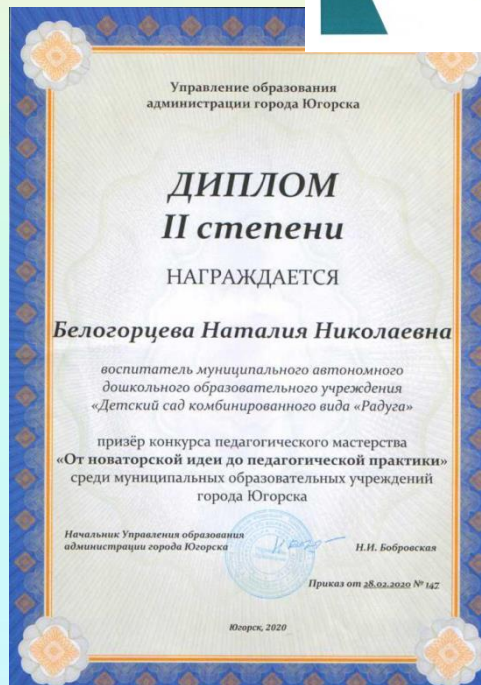 Управление образования
администрации города Югорска
ДИПЛОМ
II степени
НАГРАЖДАЕТСЯ
Белогорцева Наталия Николаевна
воспитатель муниципального автономного
дошкольного образовательного учреждения
«Детский сад комбинированного вида «Радуга»
призёр конкурса педагогического мастерства
«От новаторской идеи до педагогической практики»
среди муниципальных образовательных учреждений
города Югорска
Начальник Управления образования
администрации города Югорска
Н.И. Бобровская
Приказ от 28.02.2020 № 147
Югорск, 2020